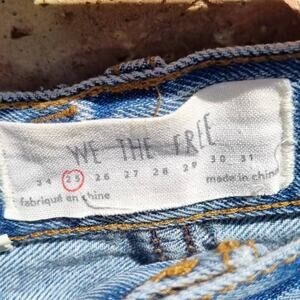 WE THE FREE
24 25 26 27 28 29 30 31
fabriqué en chine made in china